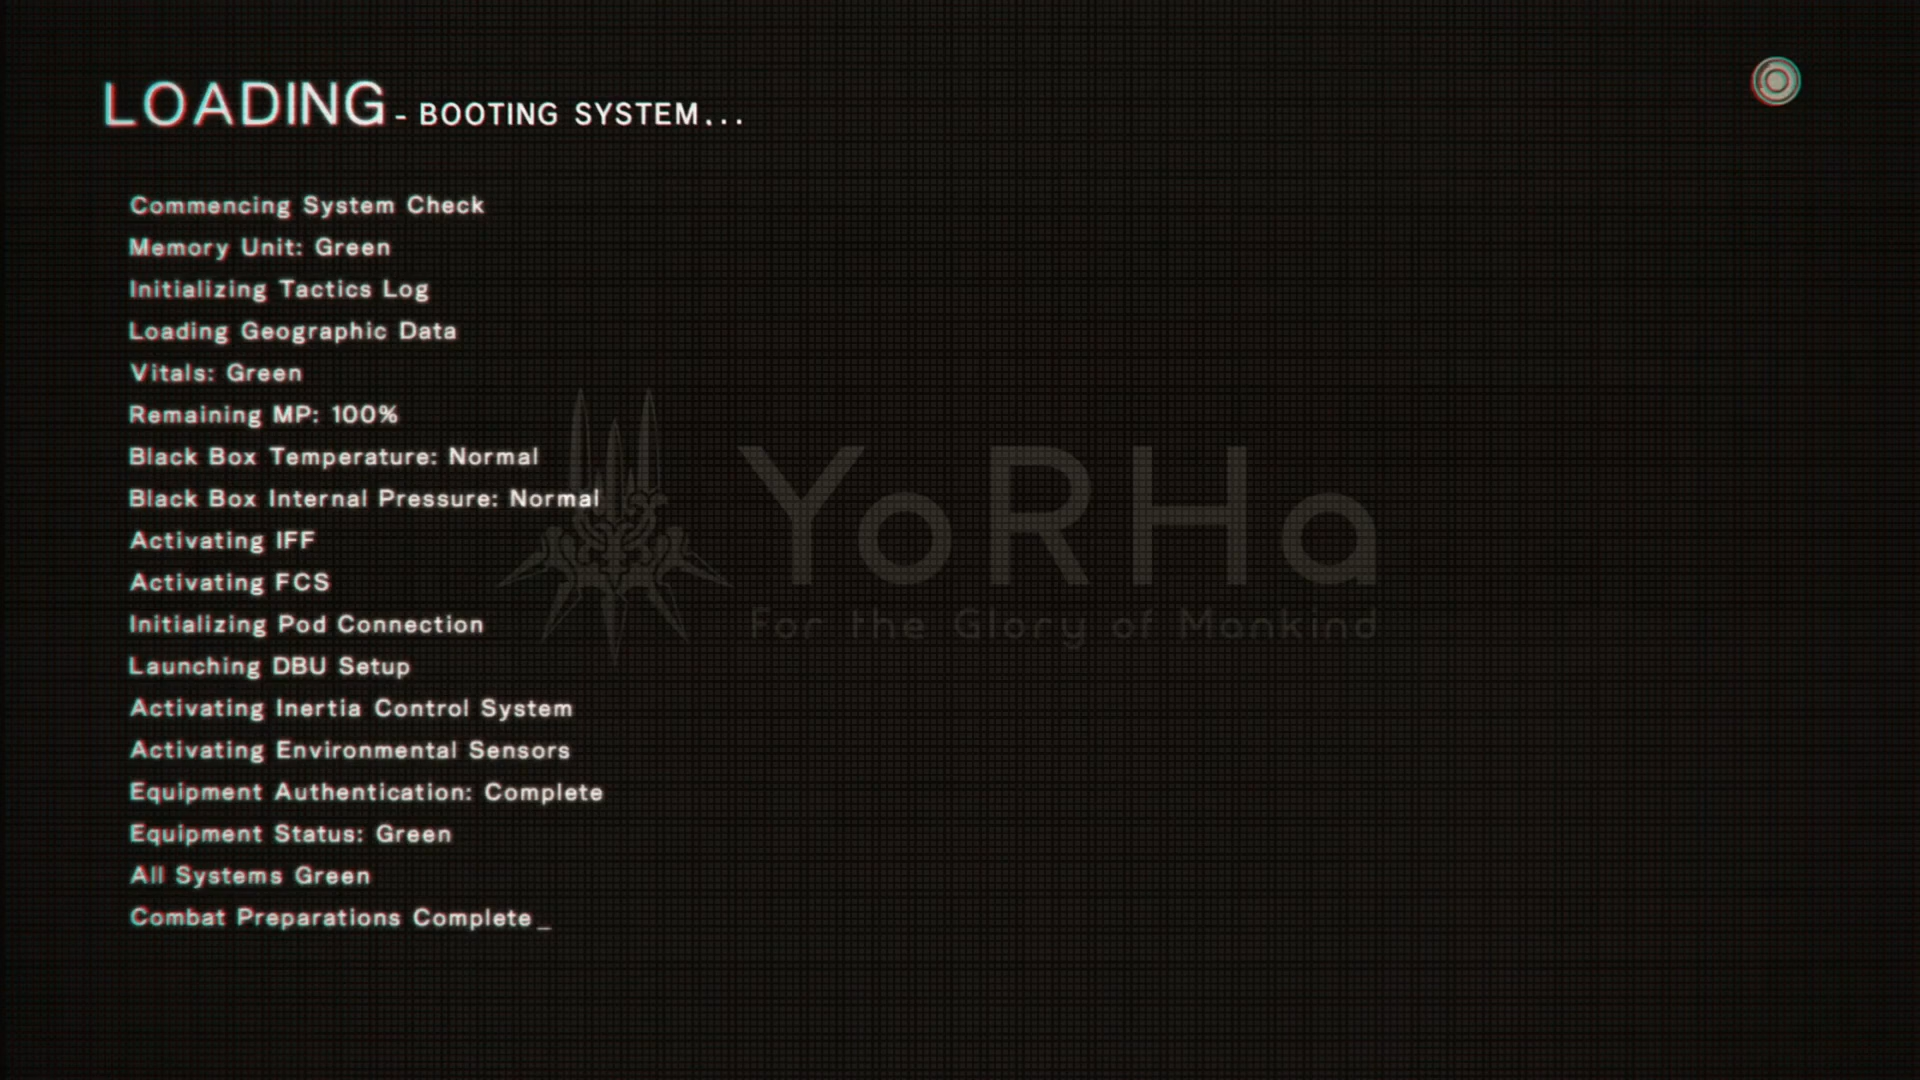 LOADING - BOOTING SYSTEM...
Commencing System Check
Memory Unit: Green
Initializing Tactics Log
Loading Geographic Data
Vitals: Green
Remaining MP: 100%
Black Box Temperature: Normal
Black Box Internal Pressure: Normal
Activating IFF
Activating FCS
Initializing Pod Connection
Launching DBU Setup
Activating Inertia Control System
Activating Environmental Sensors
Equipment Authentication: Complete
Equipment Status: Green
All Systems Green
Combat Preparations Complete _
YoRHa
For the Glory of Mankind